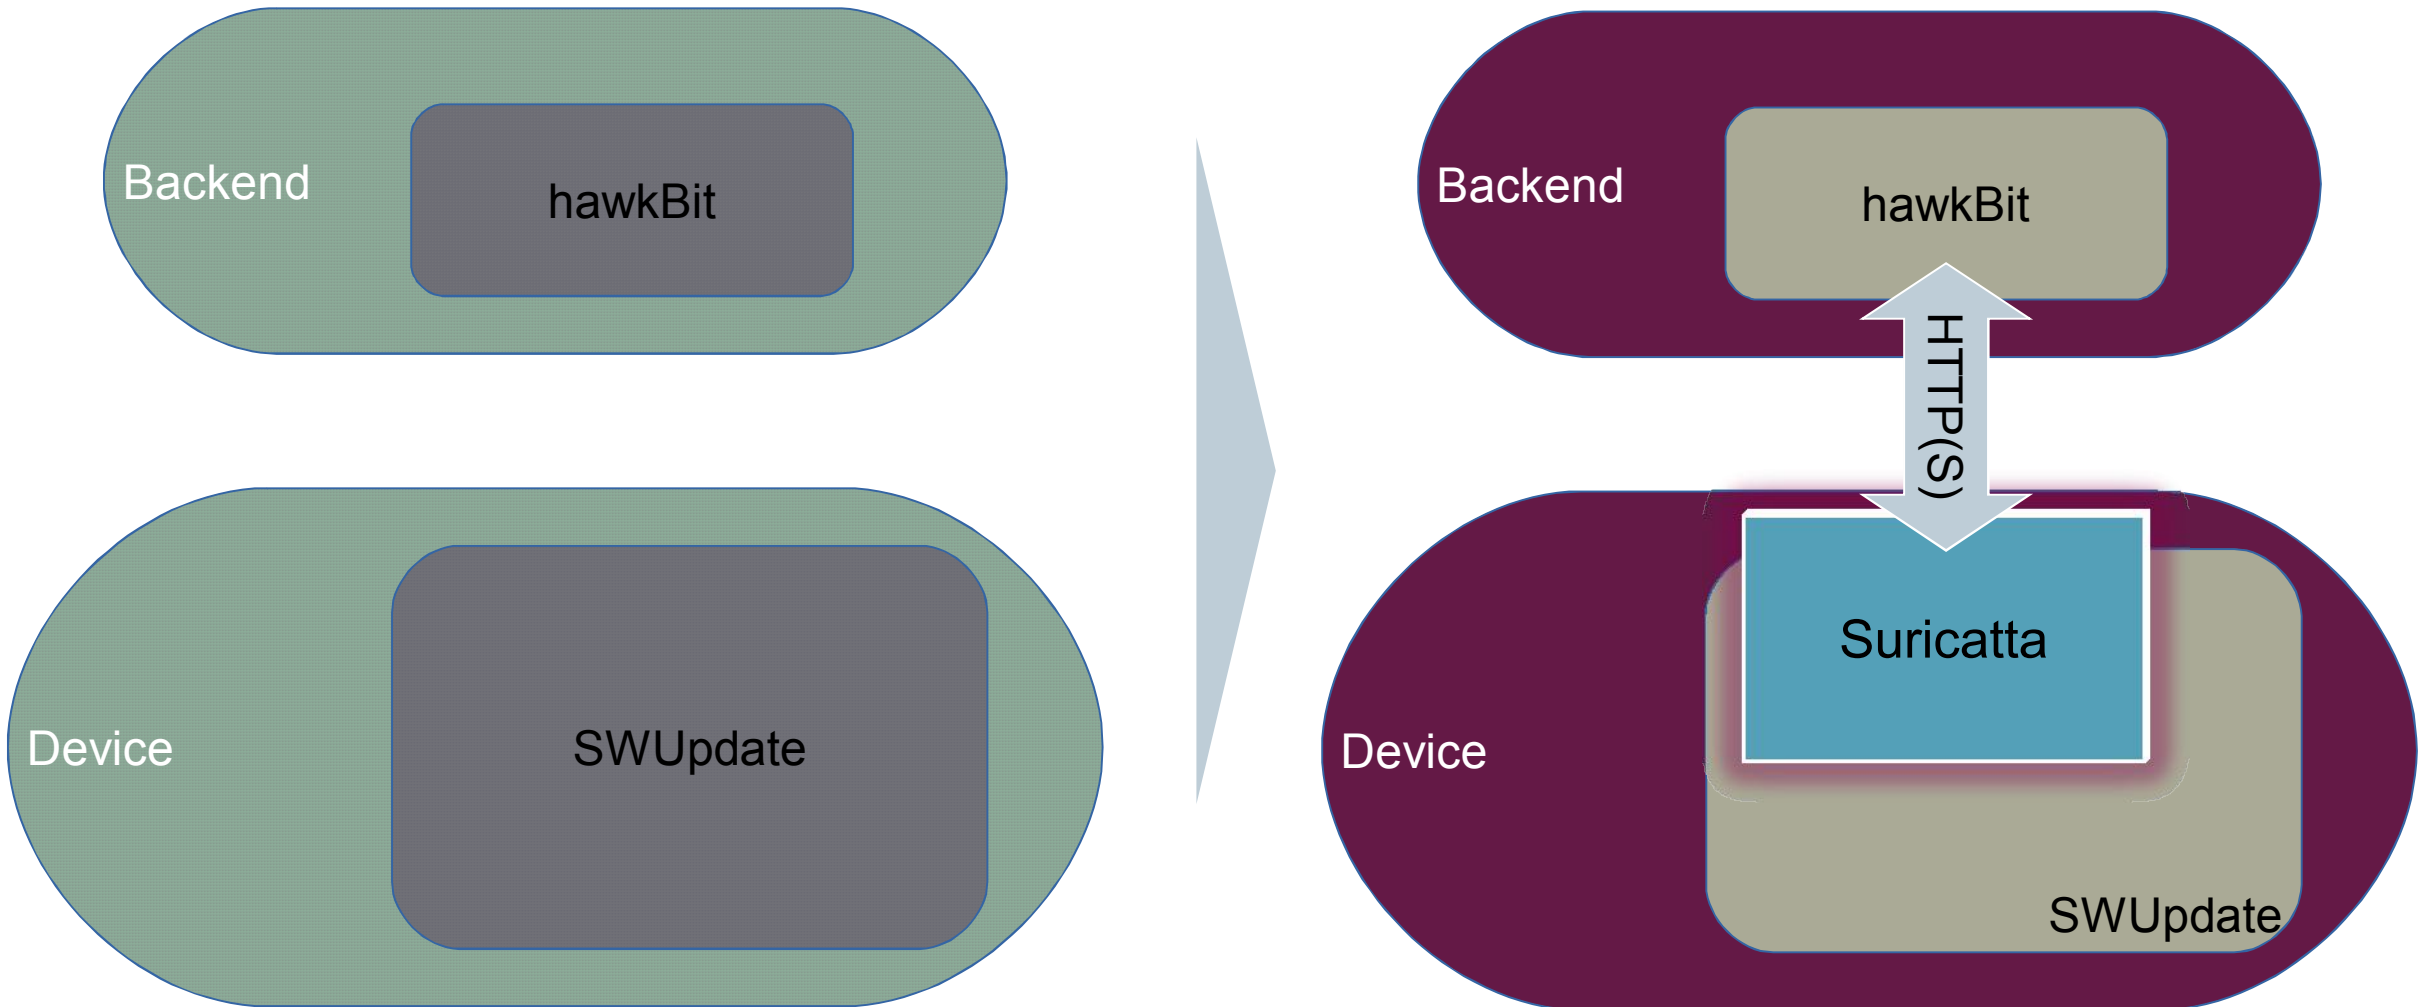 Backend
hawkBit
Device
SWUpdate
Backend
hawkBit
HTTP(S)
Suricatta
Device
SWUpdate